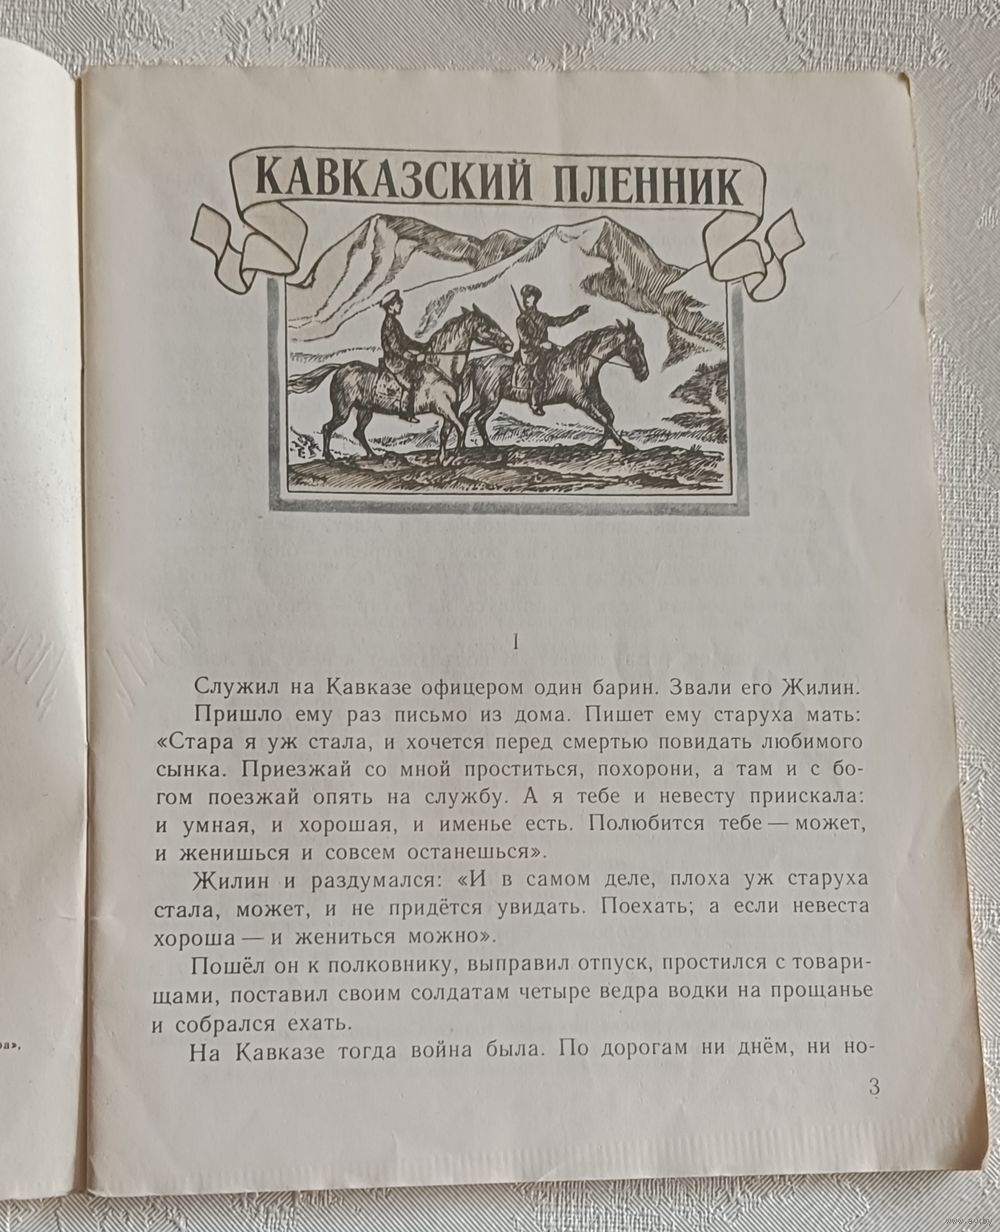 КАВКАЗСКИЙ ПЛЕННИК
I
Служил на Кавказе офицером один барин. Звали его Жилин.
Пришло ему раз письмо из дома. Пишет ему старуха мать:
«Стара я уж стала, и хочется перед смертью повидать любимого
сынка. Приезжай со мной проститься, похорони, а там и с бо-
гом поезжай опять на службу. А я тебе и невесту приискала:
и умная, и хорошая, и именье есть. Полюбится тебе — может,
и женишься и совсем останешься».
Жилин и раздумался: «И в самом деле, плоха уж старуха
стала, может, и не придётся увидать. Поехать; а если невеста
хороша — и жениться можно».
Пошёл он к полковнику, выправил отпуск, простился с товари-
щами, поставил своим солдатам четыре ведра водки на прощанье
и собрался ехать.
На Кавказе тогда война была. По дорогам ни днём, ни но-
3